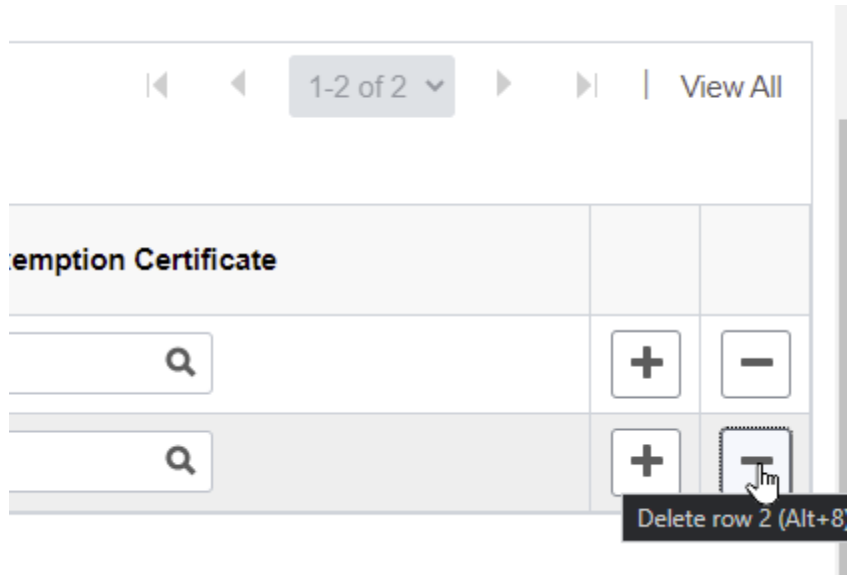 1-2 of 2 | View All
emption Certificate
Delete row 2 (Alt+8)